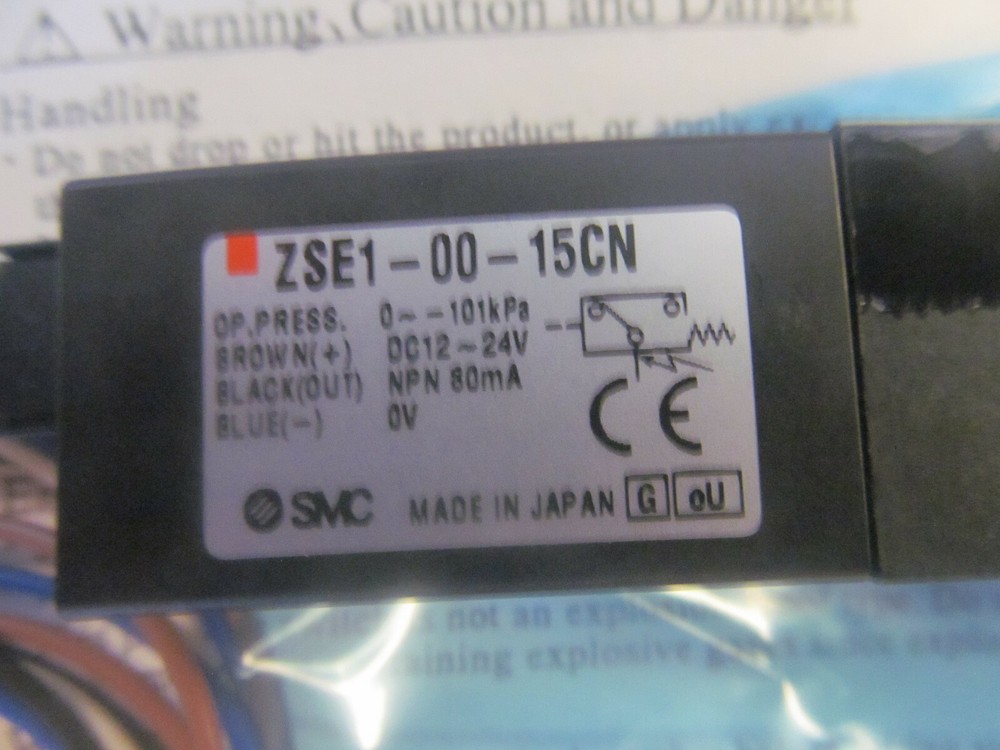 Warning, Caution and Danger
Handling
· Do not drop or hit the product, or apply
ZSE1-00-15CN
OP.PRESS. 0~-101kPa
BROWN(+) DC12~24V
BLACK(OUT) NPN 80mA
BLUE(-) 0V
CE
SMC MADE IN JAPAN G oU
not an
explosive